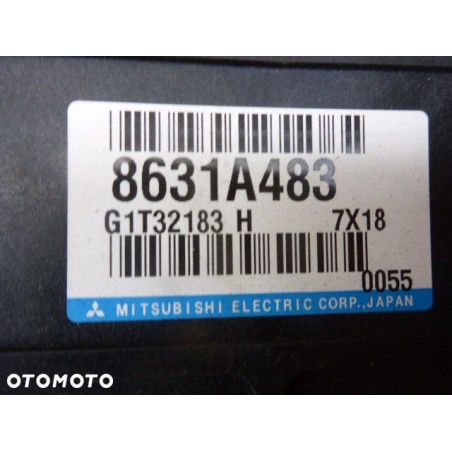 8631A483
G1T32183 H 7X18
0055
MITSUBISHI ELECTRIC CORP., JAPAN
OTOMOTO